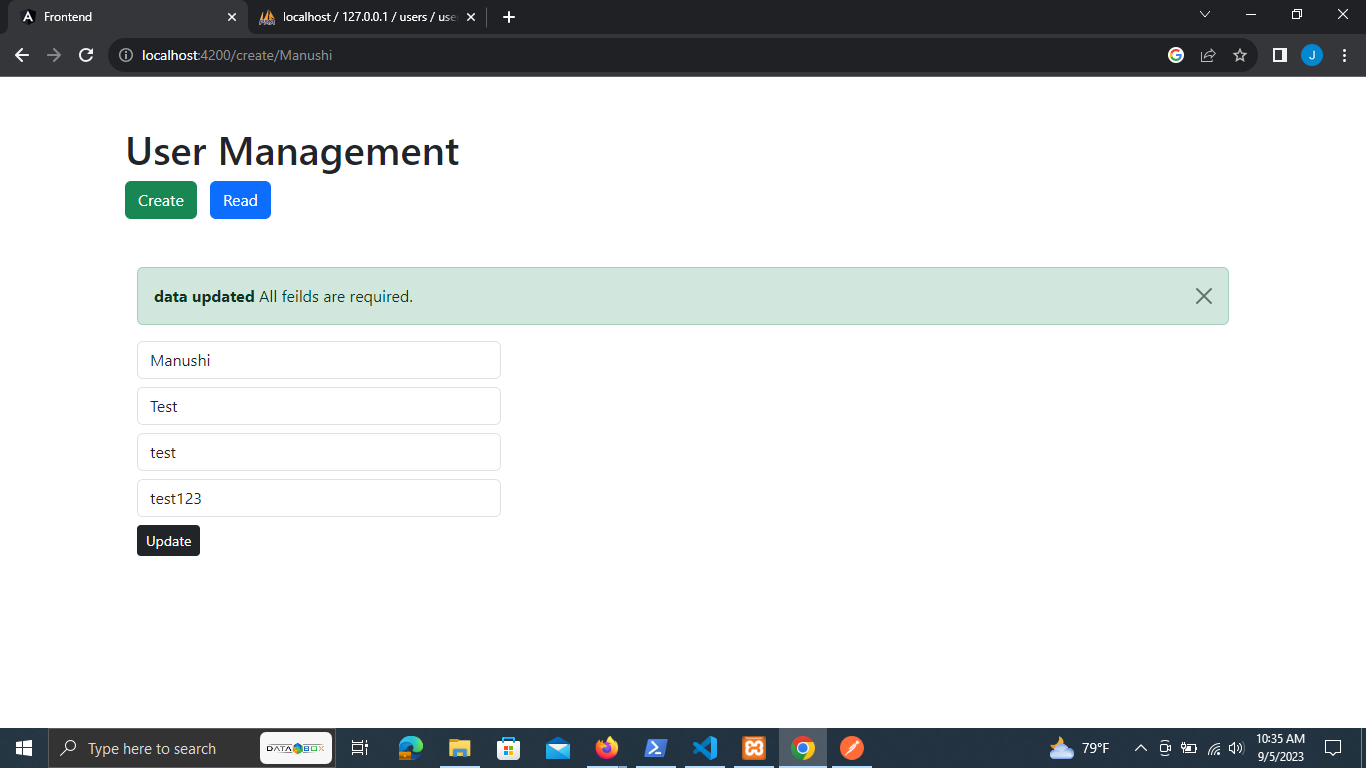 Frontend
localhost / 127.0.0.1 / users / use
localhost:4200/create/Manushi
J
User Management
Create Read
data updated All feilds are required.
Manushi
Test
test
test123
Update
Type here to search
DATABOX
79°F
10:35 AM
9/5/2023